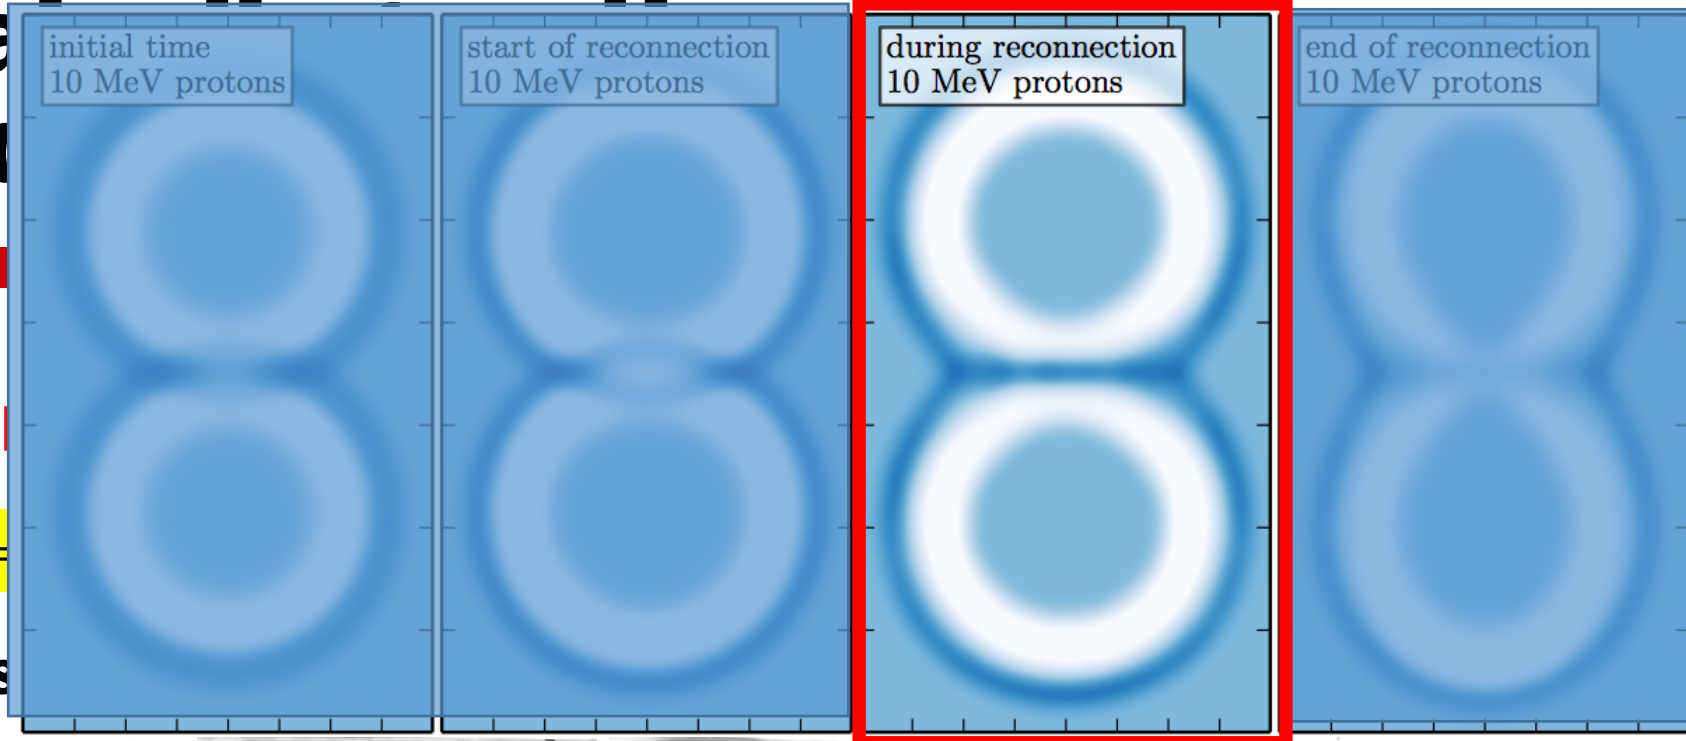 initial time
10 MeV protons
start of reconnection
10 MeV protons
during reconnection
10 MeV protons
end of reconnection
10 MeV protons